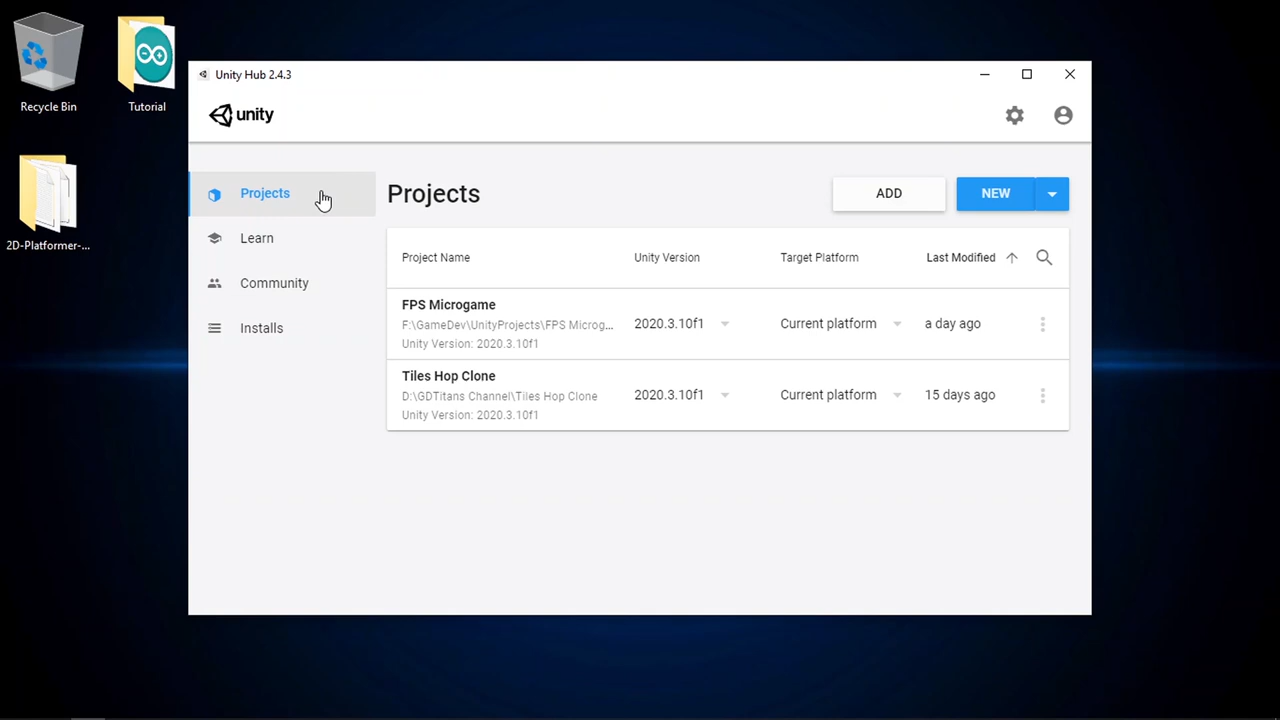 Recycle Bin
Tutorial
2D-Platformer-...
Unity Hub 2.4.3
unity
Projects
Learn
Community
Installs
Projects
ADD
NEW
Project Name
Unity Version
Target Platform
Last Modified
FPS Microgame
F:\GameDev\UnityProjects\FPS Microg...
Unity Version: 2020.3.10f1
2020.3.10f1
Current platform
a day ago
Tiles Hop Clone
D:\GDTitans Channel\Tiles Hop Clone
Unity Version: 2020.3.10f1
2020.3.10f1
Current platform
15 days ago